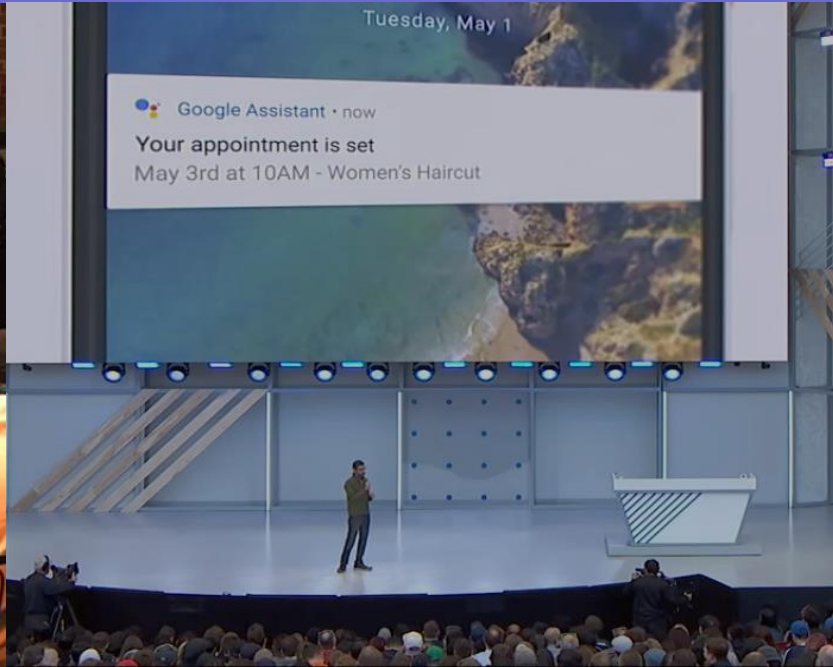 Tuesday, May 1
Google Assistant • now
Your appointment is set
May 3rd at 10AM - Women's Haircut